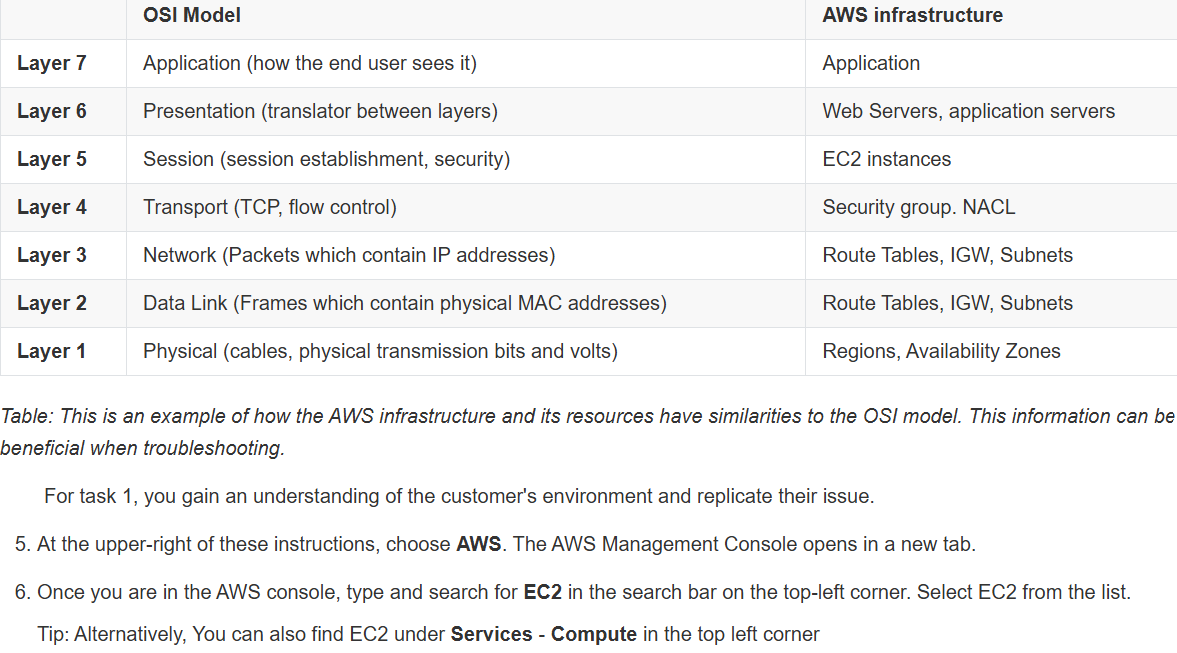 OSI Model AWS infrastructure
Layer 7 Application (how the end user sees it) Application
Layer 6 Presentation (translator between layers) Web Servers, application servers
Layer 5 Session (session establishment, security) EC2 instances
Layer 4 Transport (TCP, flow control) Security group. NACL
Layer 3 Network (Packets which contain IP addresses) Route Tables, IGW, Subnets
Layer 2 Data Link (Frames which contain physical MAC addresses) Route Tables, IGW, Subnets
Layer 1 Physical (cables, physical transmission bits and volts) Regions, Availability Zones
Table: This is an example of how the AWS infrastructure and its resources have similarities to the OSI model. This information can be
beneficial when troubleshooting.
For task 1, you gain an understanding of the customer's environment and replicate their issue.
5. At the upper-right of these instructions, choose AWS. The AWS Management Console opens in a new tab.
6. Once you are in the AWS console, type and search for EC2 in the search bar on the top-left corner. Select EC2 from the list.
Tip: Alternatively, You can also find EC2 under Services - Compute in the top left corner